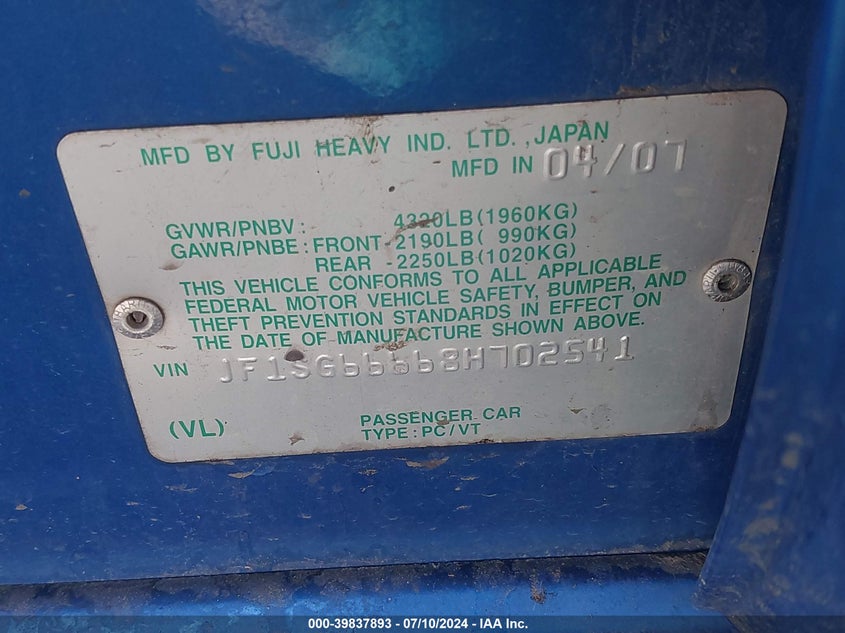 MFD BY FUJI HEAVY IND. LTD., JAPAN
MFD IN 04/07
GVWR/PNBV: 4320LB(1960KG)
GAWR/PNBE: FRONT-2190LB( 990KG)
REAR -2250LB(1020KG)
THIS VEHICLE CONFORMS TO ALL APPLICABLE
FEDERAL MOTOR VEHICLE SAFETY, BUMPER, AND
THEFT PREVENTION STANDARDS IN EFFECT ON
THE DATE OF MANUFACTURE SHOWN ABOVE.
VIN JF1SG66668H702541
(VL) PASSENGER CAR
TYPE:PC/VT
000-39837893 - 07/10/2024 - IAA Inc.